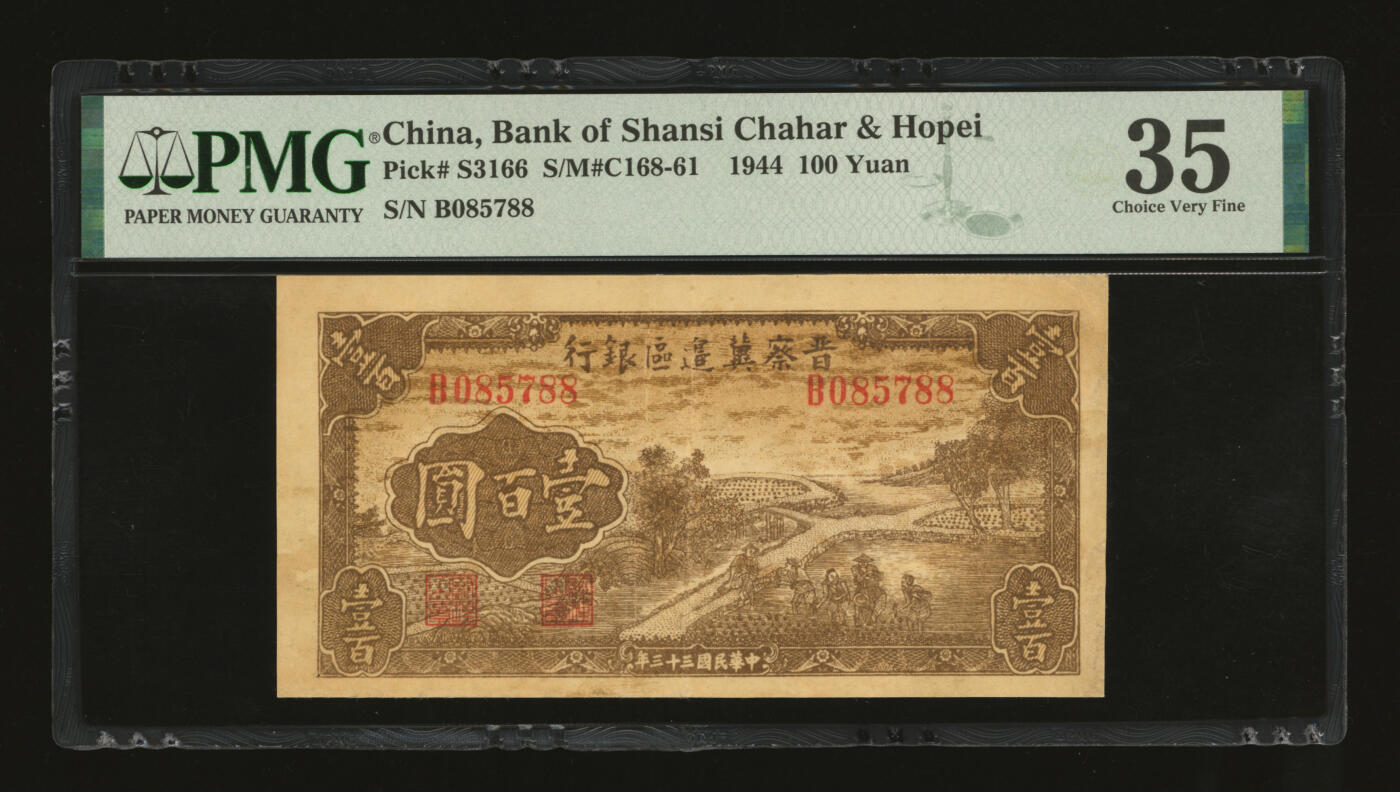 PMG®
PAPER MONEY GUARANTY
China, Bank of Shansi Chahar & Hopei
Pick# S3166 S/M#C168-61 1944 100 Yuan
S/N B085788
35
Choice Very Fine
壹百
壹百
行銀區邊冀察晋
B085788
B085788
圓百壹
壹百
壹百
年三十三國民華中